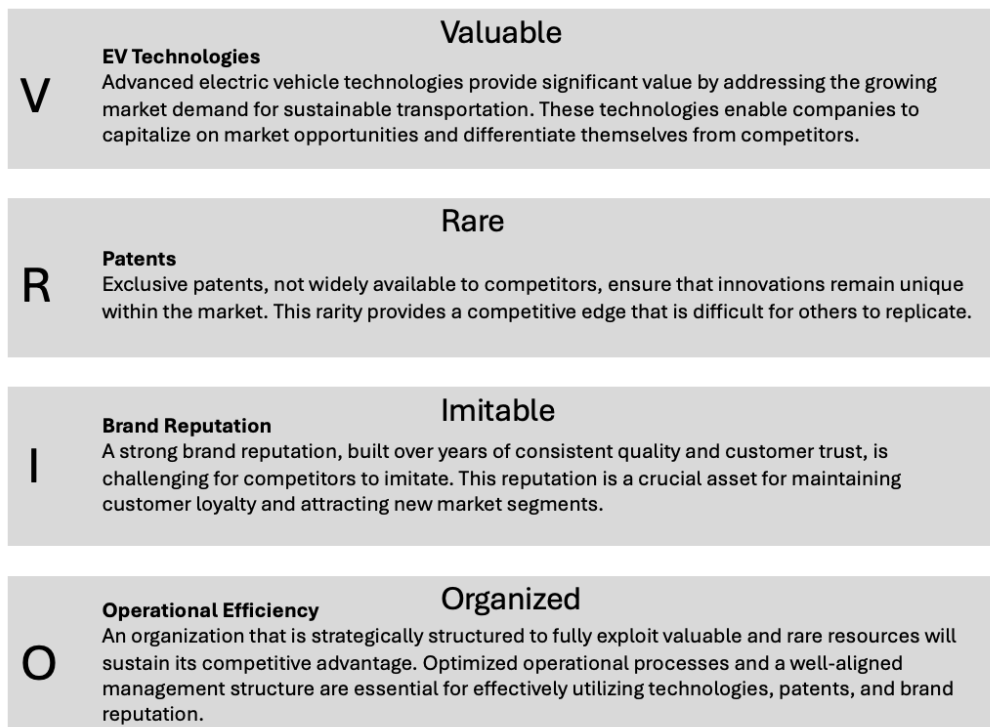 Valuable
EV Technologies
V
Advanced electric vehicle technologies provide significant value by addressing the growing
market demand for sustainable transportation. These technologies enable companies to
capitalize on market opportunities and differentiate themselves from competitors.
Rare
Patents
R
Exclusive patents, not widely available to competitors, ensure that innovations remain unique
within the market. This rarity provides a competitive edge that is difficult for others to replicate.
Imitable
Brand Reputation
I
A strong brand reputation, built over years of consistent quality and customer trust, is
challenging for competitors to imitate. This reputation is a crucial asset for maintaining
customer loyalty and attracting new market segments.
Organized
Operational Efficiency
O
An organization that is strategically structured to fully exploit valuable and rare resources will
sustain its competitive advantage. Optimized operational processes and a well-aligned
management structure are essential for effectively utilizing technologies, patents, and brand
reputation.